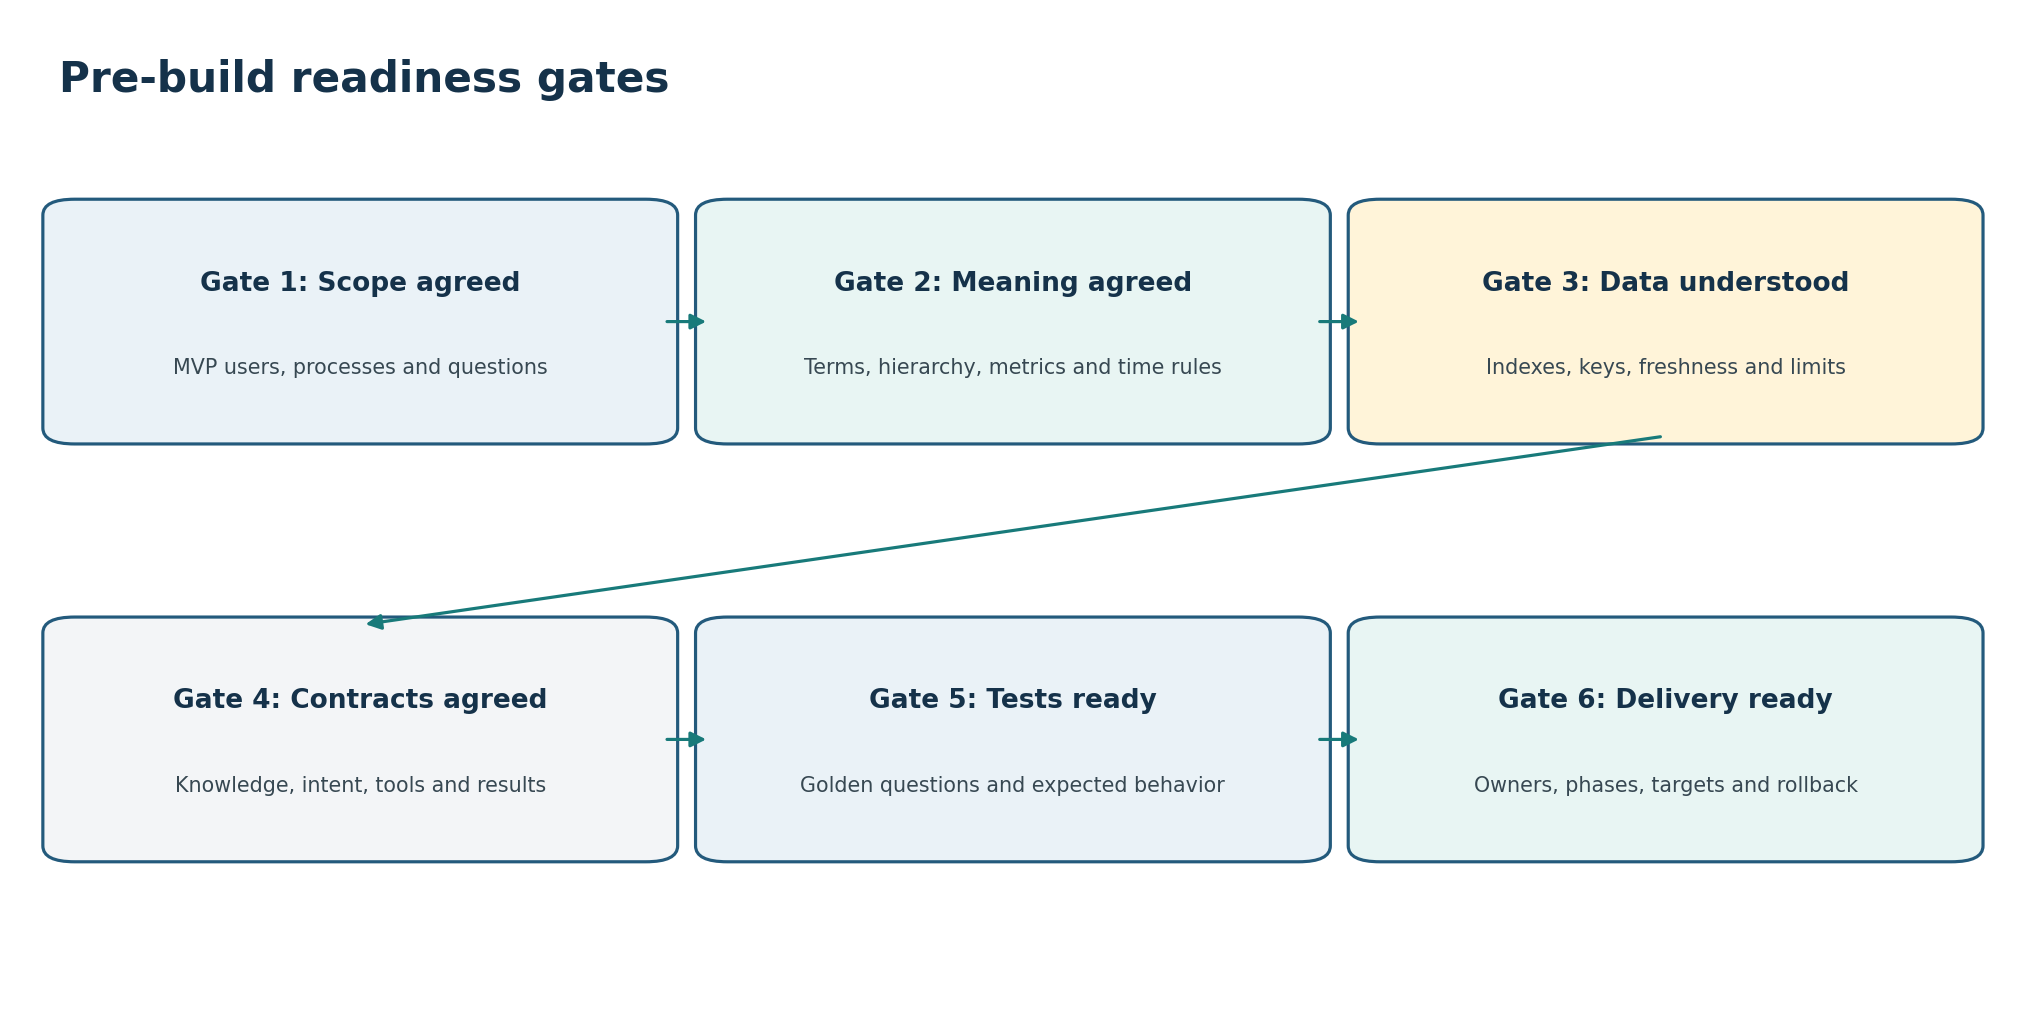 Pre-build readiness gates
Gate 1: Scope agreed
MVP users, processes and questions
Gate 2: Meaning agreed
Terms, hierarchy, metrics and time rules
Gate 3: Data understood
Indexes, keys, freshness and limits
Gate 4: Contracts agreed
Knowledge, intent, tools and results
Gate 5: Tests ready
Golden questions and expected behavior
Gate 6: Delivery ready
Owners, phases, targets and rollback